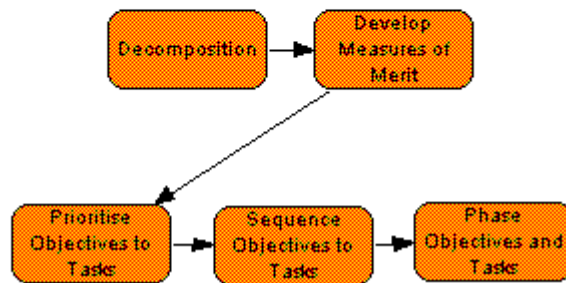 Decomposition
Develop
Measures of
Merit
Prioritise
Objectives to
Tasks
Sequence
Objectives to
Tasks
Phase
Objectives and
Tasks